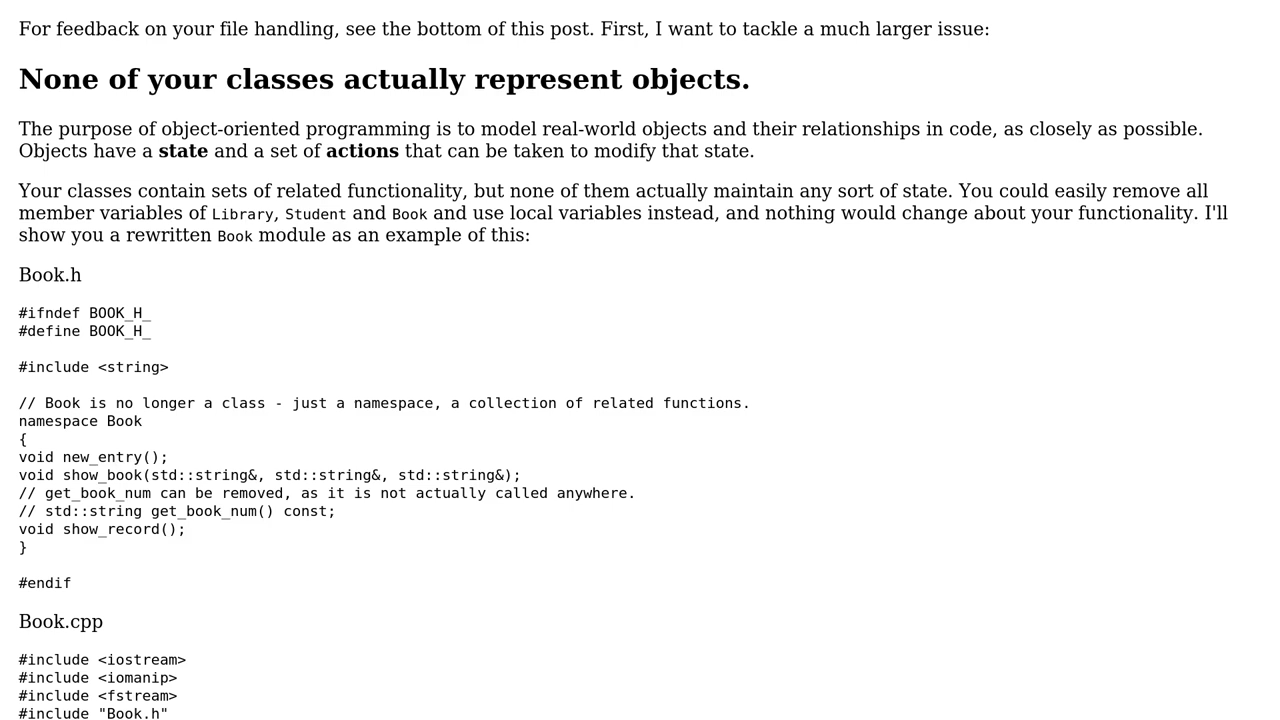 For feedback on your file handling, see the bottom of this post. First, I want to tackle a much larger issue:
None of your classes actually represent objects.
The purpose of object-oriented programming is to model real-world objects and their relationships in code, as closely as possible.
Objects have a state and a set of actions that can be taken to modify that state.
Your classes contain sets of related functionality, but none of them actually maintain any sort of state. You could easily remove all
member variables of Library, Student and Book and use local variables instead, and nothing would change about your functionality. I'll
show you a rewritten Book module as an example of this:
Book.h
#ifndef BOOK_H_
#define BOOK_H_
#include <string>
// Book is no longer a class - just a namespace, a collection of related functions.
namespace Book
{
void new_entry();
void show_book(std::string&, std::string&, std::string&);
// get_book_num can be removed, as it is not actually called anywhere.
// std::string get_book_num() const;
void show_record();
}
#endif
Book.cpp
#include <iostream>
#include <iomanip>
#include <fstream>
#include "Book.h"